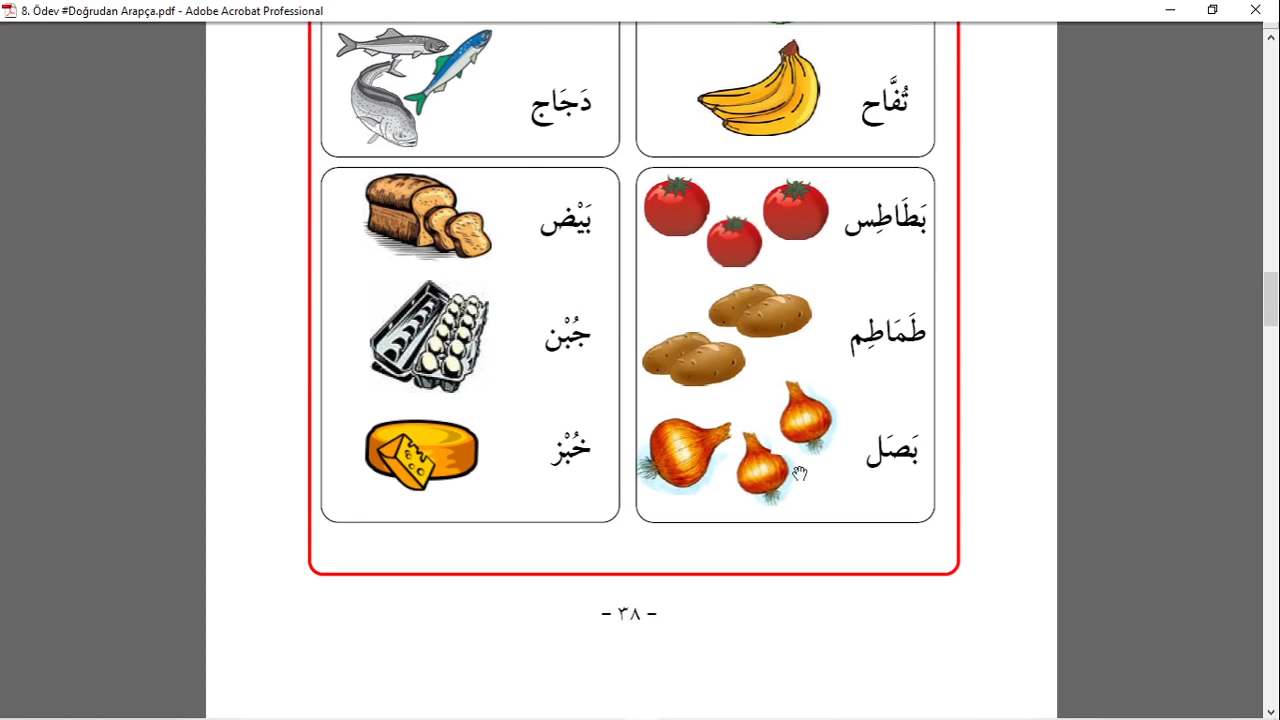 8. Ödev #Doğrudan Arapça.pdf - Adobe Acrobat Professional
تُفَّاح
دَجَاج
بَطَاطِس
بَيْض
طَمَاطِم
جُبْن
بَصَل
خُبْز
- ٣٨ -